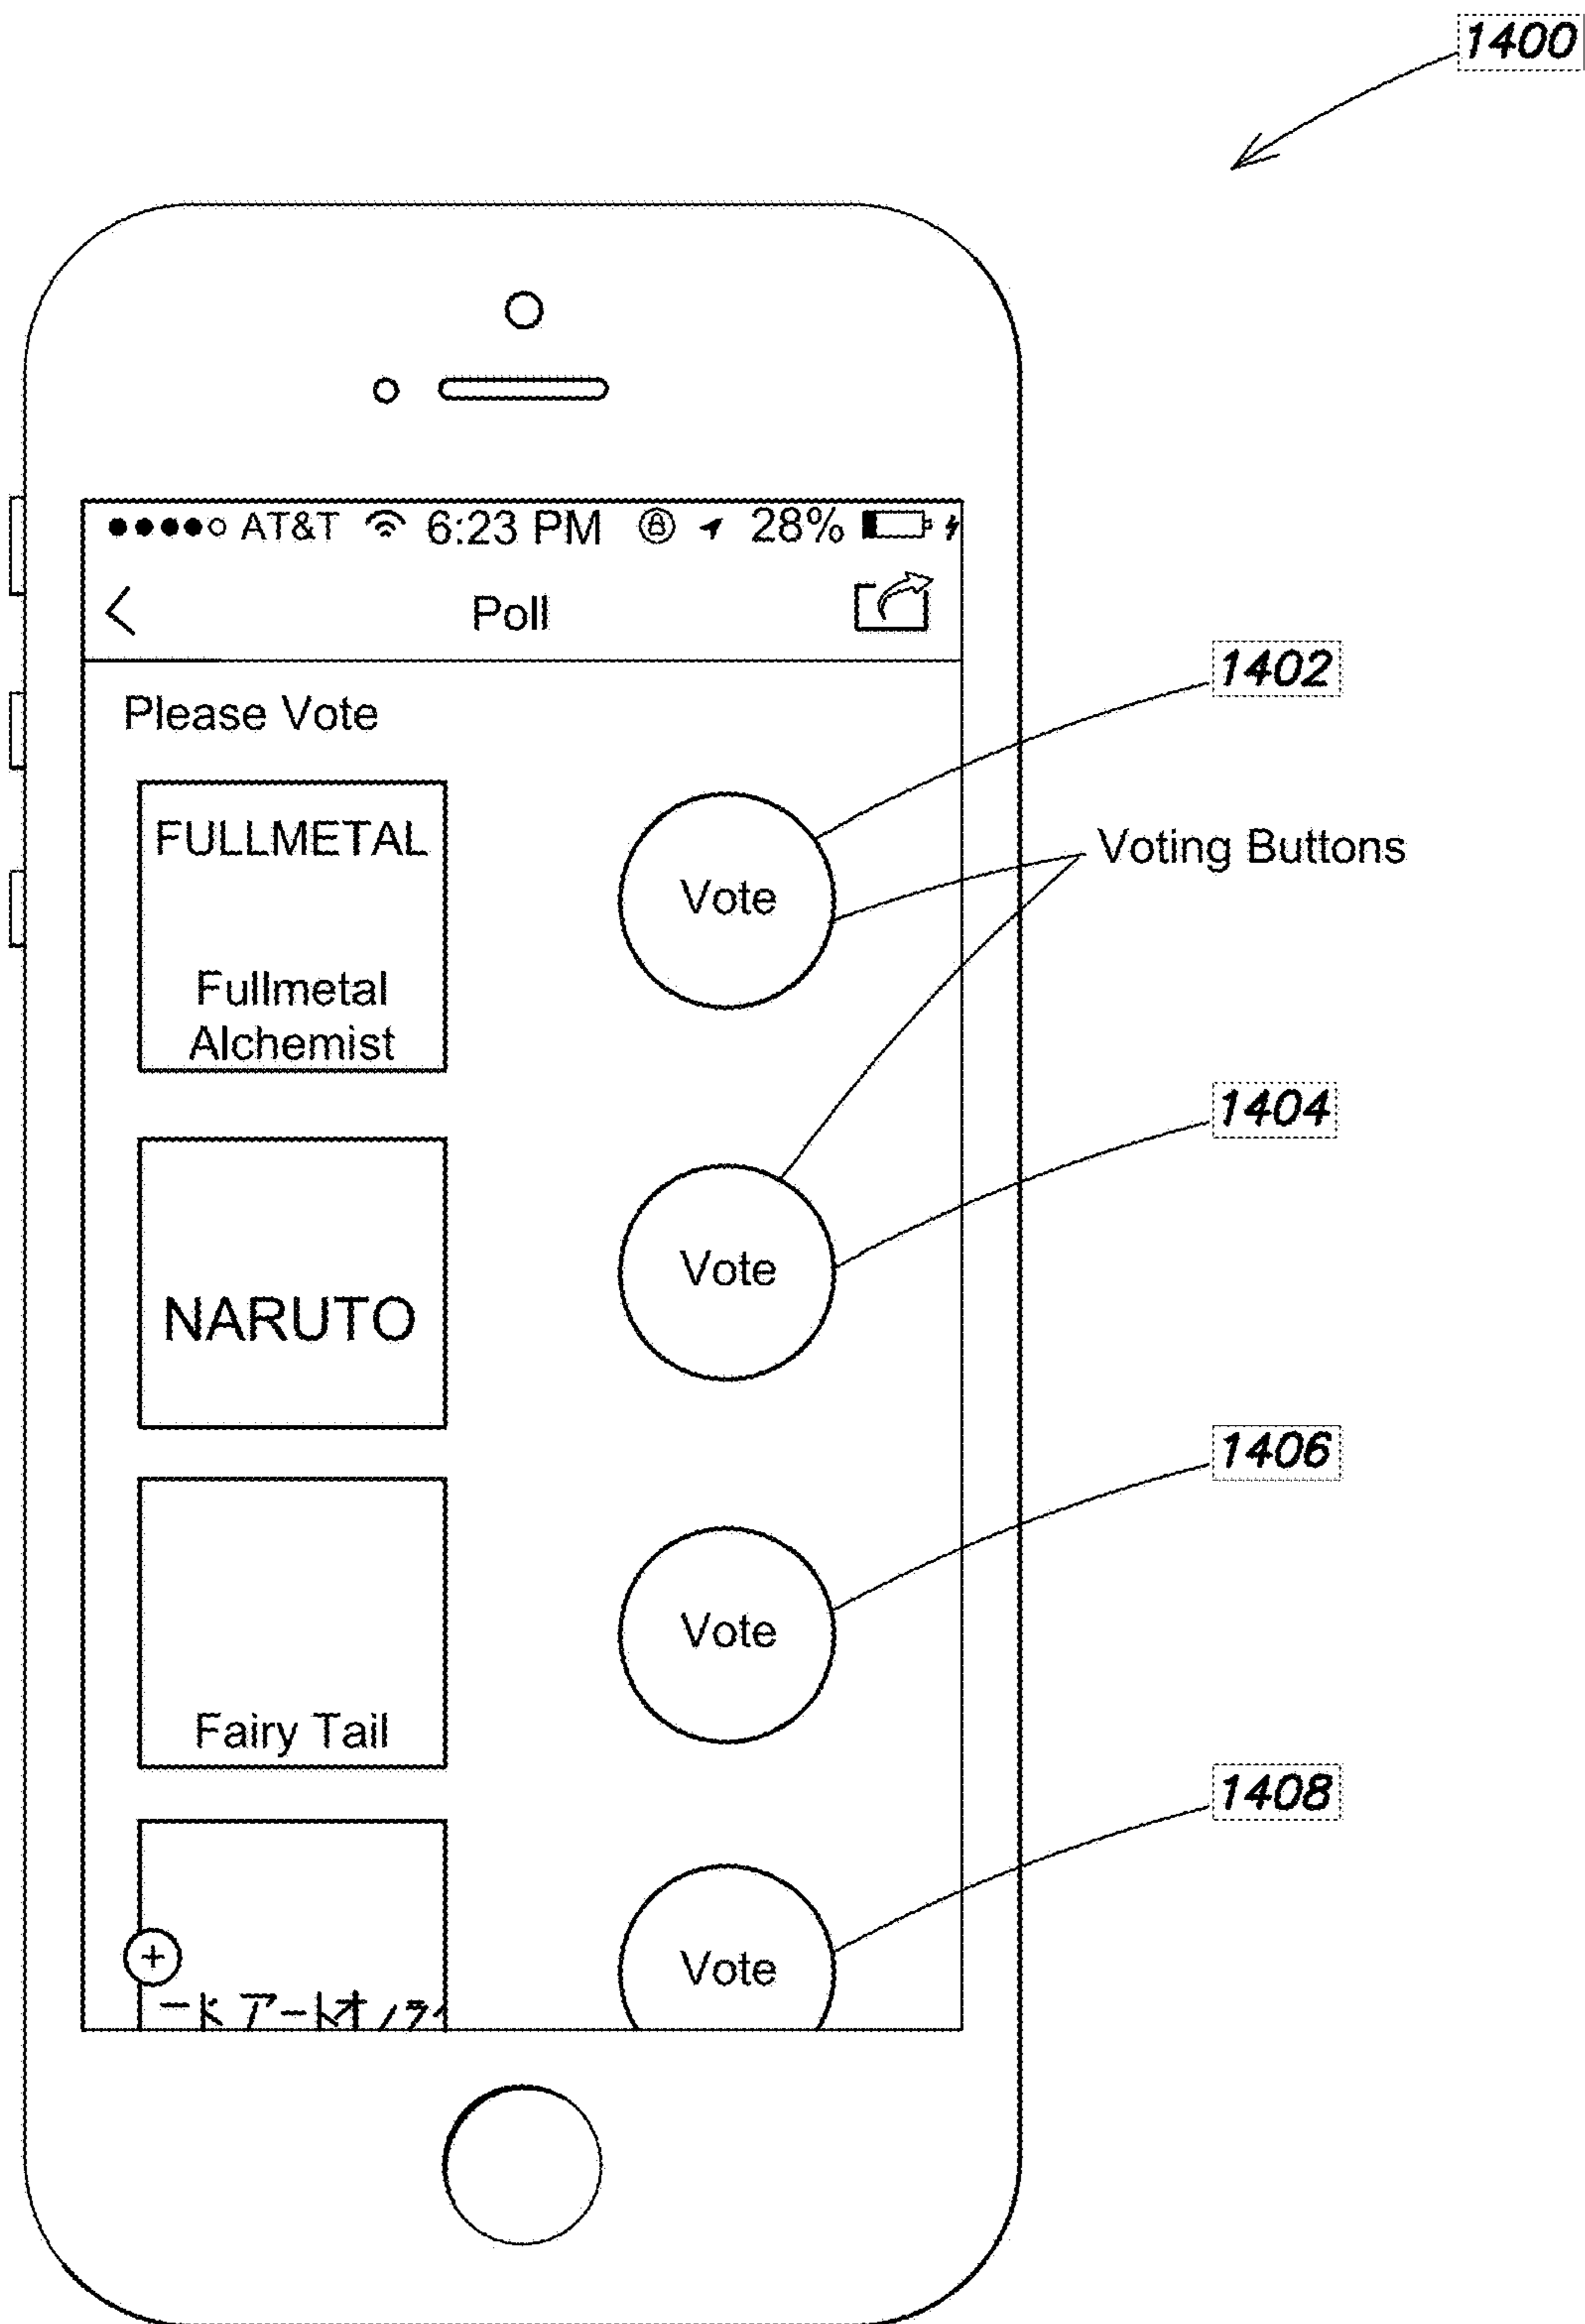 1400
AT&T 6:23 PM 28%
Poll
Please Vote
1402
FULLMETAL
Fullmetal
Alchemist
Vote
Voting Buttons
1404
NARUTO
Vote
1406
Fairy Tail
Vote
1408
Vote